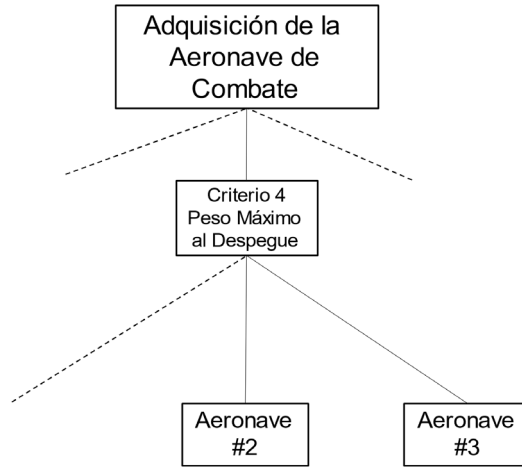 Adquisición de la
Aeronave de
Combate
Criterio 4
Peso Máximo
al Despegue
Aeronave
#2
Aeronave
#3